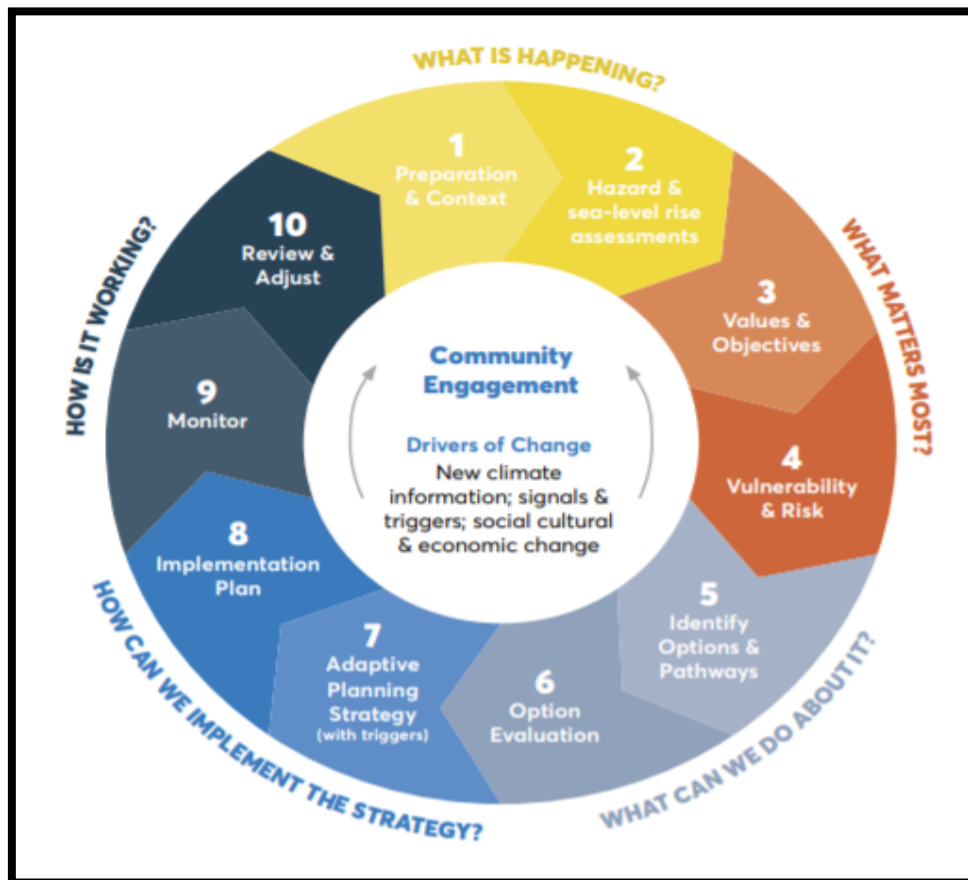 WHAT IS HAPPENING?
1
Preparation
& Context
2
Hazard &
sea-level rise
assessments
WHAT MATTERS MOST?
3
Values &
Objectives
4
Vulnerability
& Risk
WHAT CAN WE DO ABOUT IT?
5
Identify
Options &
Pathways
6
Option
Evaluation
HOW CAN WE IMPLEMENT THE STRATEGY?
7
Adaptive
Planning
Strategy
(with triggers)
8
Implementation
Plan
HOW IS IT WORKING?
9
Monitor
10
Review &
Adjust
Community
Engagement
Drivers of Change
New climate
information; signals &
triggers; social cultural
& economic change